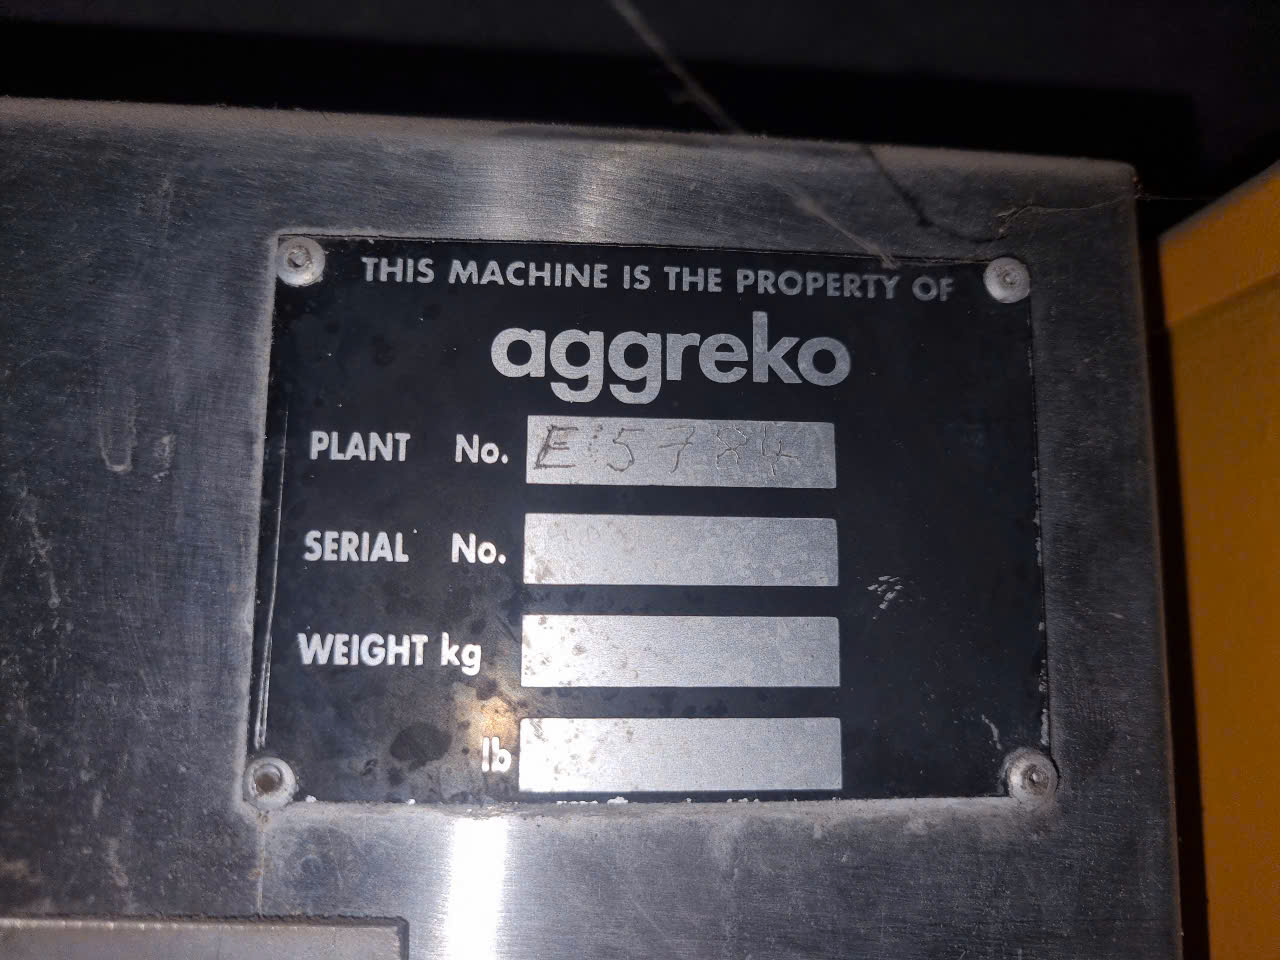 THIS MACHINE IS THE PROPERTY OF
aggreko
PLANT No. E5784
SERIAL No.
WEIGHT kg
lb